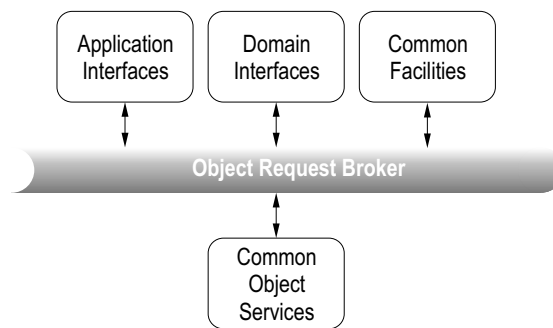 Application
Interfaces
Domain
Interfaces
Common
Facilities
Object Request Broker
Common
Object
Services